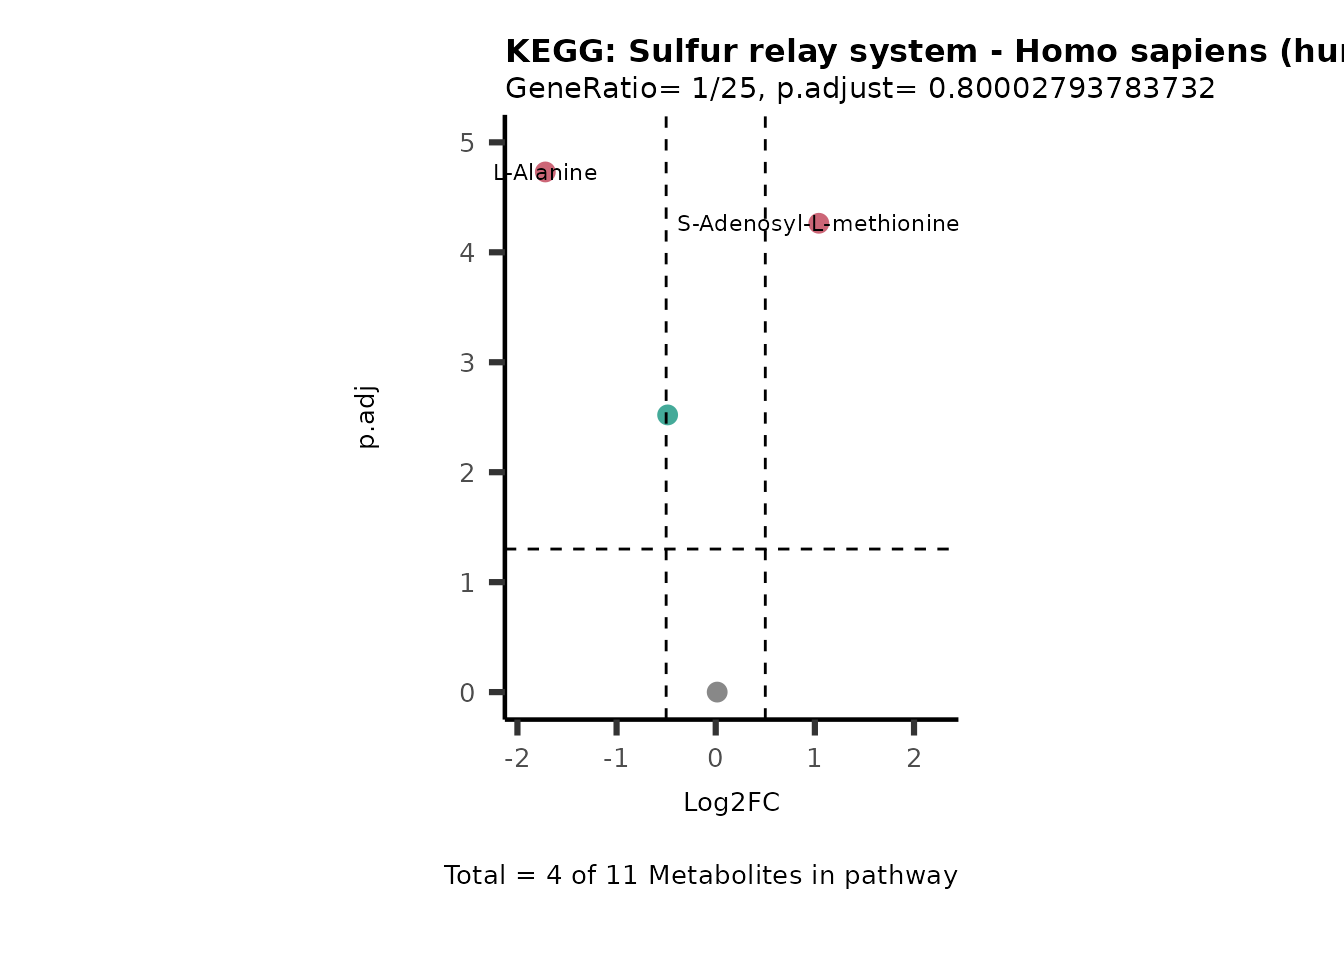 KEGG: Sulfur relay system - Homo sapiens (hu
GeneRatio= 1/25, p.adjust= 0.80002793783732
5
L-Alanine
S-Adenosyl-L-methionine
4
3
p.adj
2
1
0
-2 -1 0 1 2
Log2FC
Total = 4 of 11 Metabolites in pathway